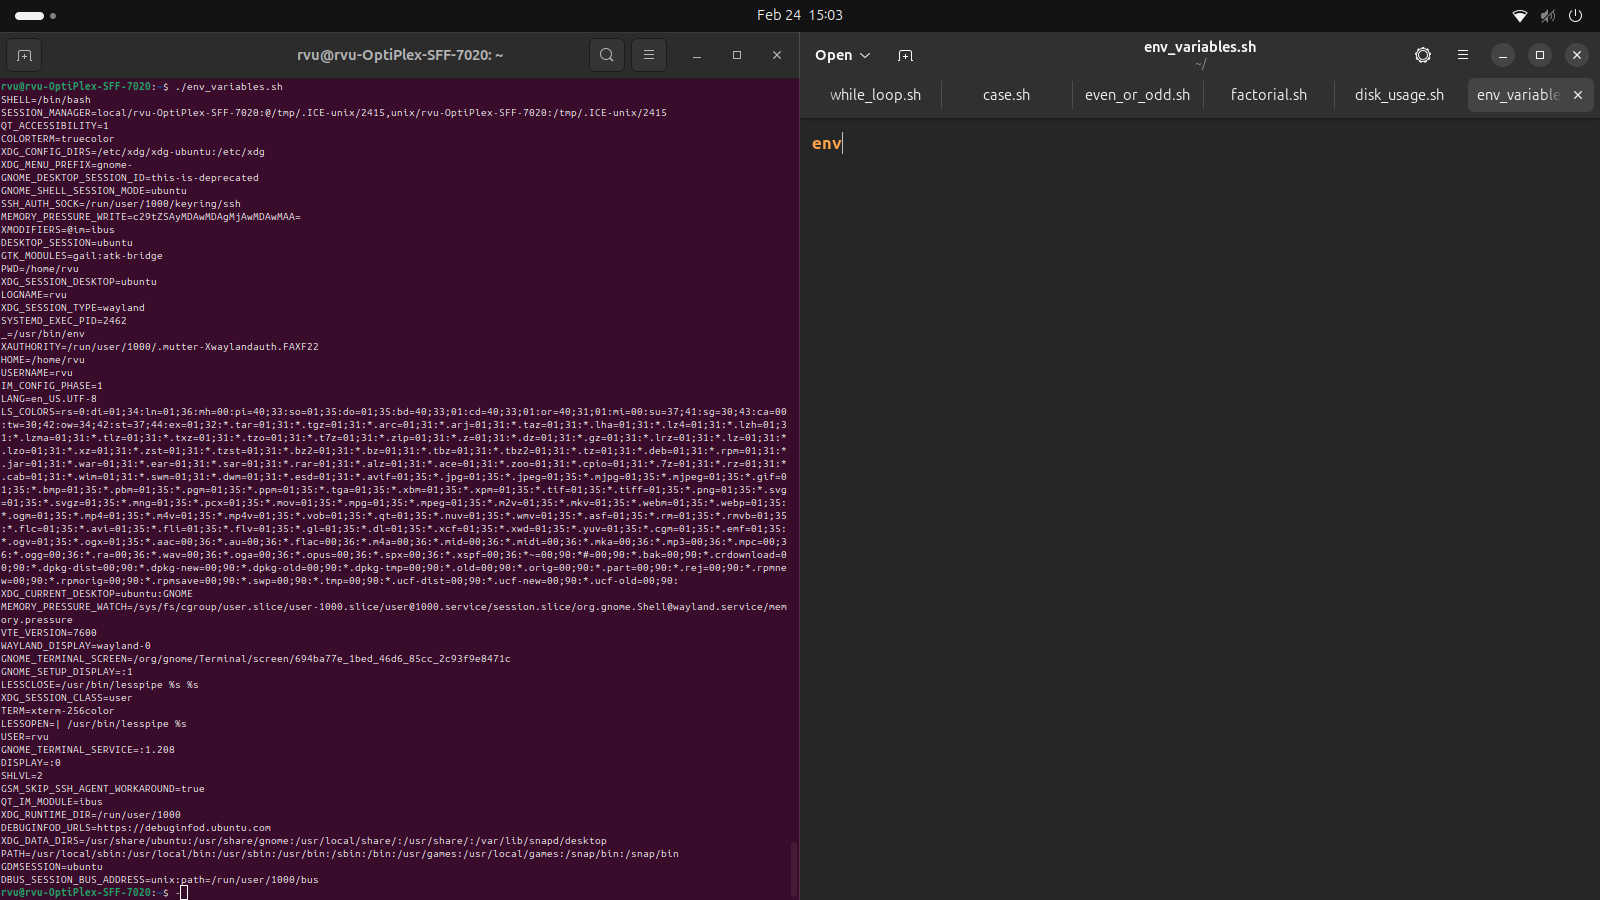 Feb 24 15:03
rvu@rvu-OptiPlex-SFF-7020: ~
rvu@rvu-OptiPlex-SFF-7020:~$ ./env_variables.sh
SHELL=/bin/bash
SESSION_MANAGER=local/rvu-OptiPlex-SFF-7020:@/tmp/.ICE-unix/2415,unix/rvu-OptiPlex-SFF-7020:/tmp/.ICE-unix/2415
QT_ACCESSIBILITY=1
COLORTERM=truecolor
XDG_CONFIG_DIRS=/etc/xdg/xdg-ubuntu:/etc/xdg
XDG_MENU_PREFIX=gnome-
GNOME_DESKTOP_SESSION_ID=this-is-deprecated
GNOME_SHELL_SESSION_MODE=ubuntu
SSH_AUTH_SOCK=/run/user/1000/keyring/ssh
MEMORY_PRESSURE_WRITE=c29tZSAyMDAwMDAgMjAwMDAwMAA=
XMODIFIERS=@im=ibus
DESKTOP_SESSION=ubuntu
GTK_MODULES=gail:atk-bridge
PWD=/home/rvu
XDG_SESSION_DESKTOP=ubuntu
LOGNAME=rvu
XDG_SESSION_TYPE=wayland
SYSTEMD_EXEC_PID=2462
_=/usr/bin/env
XAUTHORITY=/run/user/1000/.mutter-Xwaylandauth.FAXF22
HOME=/home/rvu
USERNAME=rvu
IM_CONFIG_PHASE=1
LANG=en_US.UTF-8
LS_COLORS=rs=0:di=01;34:ln=01;36:mh=00:pi=40;33:so=01;35:do=01;35:bd=40;33;01:cd=40;33;01:or=40;31;01:mi=00:su=37;41:sg=30;43:ca=00
:tw=30;42:ow=34;42:st=37;44:ex=01;32:*.tar=01;31:*.tgz=01;31:*.arc=01;31:*.arj=01;31:*.taz=01;31:*.lha=01;31:*.lz4=01;31:*.lzh=01;3
1:*.lzma=01;31:*.tlz=01;31:*.txz=01;31:*.tzo=01;31:*.t7z=01;31:*.zip=01;31:*.z=01;31:*.dz=01;31:*.gz=01;31:*.lrz=01;31:*.lz=01;31:*
.lzo=01;31:*.xz=01;31:*.zst=01;31:*.tzst=01;31:*.bz2=01;31:*.bz=01;31:*.tbz=01;31:*.tbz2=01;31:*.tz=01;31:*.deb=01;31:*.rpm=01;31:*
.jar=01;31:*.war=01;31:*.ear=01;31:*.sar=01;31:*.rar=01;31:*.alz=01;31:*.ace=01;31:*.zoo=01;31:*.cpio=01;31:*.7z=01;31:*.rz=01;31:*
.cab=01;31:*.wim=01;31:*.swm=01;31:*.dwm=01;31:*.esd=01;31:*.avif=01;35:*.jpg=01;35:*.jpeg=01;35:*.mjpg=01;35:*.mjpeg=01;35:*.gif=0
1;35:*.bmp=01;35:*.pbm=01;35:*.pgm=01;35:*.ppm=01;35:*.tga=01;35:*.xbm=01;35:*.xpm=01;35:*.tif=01;35:*.tiff=01;35:*.png=01;35:*.svg
=01;35:*.svgz=01;35:*.mng=01;35:*.pcx=01;35:*.mov=01;35:*.mpg=01;35:*.mpeg=01;35:*.m2v=01;35:*.mkv=01;35:*.webm=01;35:*.webp=01;35:
*.ogm=01;35:*.mp4=01;35:*.m4v=01;35:*.mp4v=01;35:*.vob=01;35:*.qt=01;35:*.nuv=01;35:*.wmv=01;35:*.asf=01;35:*.rm=01;35:*.rmvb=01;35
:*.flc=01;35:*.avi=01;35:*.fli=01;35:*.flv=01;35:*.gl=01;35:*.dl=01;35:*.xcf=01;35:*.xwd=01;35:*.yuv=01;35:*.cgm=01;35:*.emf=01;35:
*.ogv=01;35:*.ogx=01;35:*.aac=00;36:*.au=00;36:*.flac=00;36:*.m4a=00;36:*.mid=00;36:*.midi=00;36:*.mka=00;36:*.mp3=00;36:*.mpc=00;3
6:*.ogg=00;36:*.ra=00;36:*.wav=00;36:*.oga=00;36:*.opus=00;36:*.spx=00;36:*.xspf=00;36:*~=00;90:*#=00;90:*.bak=00;90:*.crdownload=0
0;90:*.dpkg-dist=00;90:*.dpkg-new=00;90:*.dpkg-old=00;90:*.dpkg-tmp=00;90:*.old=00;90:*.orig=00;90:*.part=00;90:*.rej=00;90:*.rpmne
w=00;90:*.rpmorig=00;90:*.rpmsave=00;90:*.swp=00;90:*.tmp=00;90:*.ucf-dist=00;90:*.ucf-new=00;90:*.ucf-old=00;90:
XDG_CURRENT_DESKTOP=ubuntu:GNOME
MEMORY_PRESSURE_WATCH=/sys/fs/cgroup/user.slice/user-1000.slice/user@1000.service/session.slice/org.gnome.Shell@wayland.service/mem
ory.pressure
VTE_VERSION=7600
WAYLAND_DISPLAY=wayland-0
GNOME_TERMINAL_SCREEN=/org/gnome/Terminal/screen/694ba77e_1bed_46d6_85cc_2c93f9e8471c
GNOME_SETUP_DISPLAY=:1
LESSCLOSE=/usr/bin/lesspipe %s %s
XDG_SESSION_CLASS=user
TERM=xterm-256color
LESSOPEN=| /usr/bin/lesspipe %s
USER=rvu
GNOME_TERMINAL_SERVICE=:1.208
DISPLAY=:0
SHLVL=2
GSM_SKIP_SSH_AGENT_WORKAROUND=true
QT_IM_MODULE=ibus
XDG_RUNTIME_DIR=/run/user/1000
DEBUGINFOD_URLS=https://debuginfod.ubuntu.com
XDG_DATA_DIRS=/usr/share/ubuntu:/usr/share/gnome:/usr/local/share/:/usr/share/:/var/lib/snapd/desktop
PATH=/usr/local/sbin:/usr/local/bin:/usr/sbin:/usr/bin:/sbin:/bin:/usr/games:/usr/local/games:/snap/bin:/snap/bin
GDMSESSION=ubuntu
DBUS_SESSION_BUS_ADDRESS=unix:path=/run/user/1000/bus
rvu@rvu-OptiPlex-SFF-7020:~$ -
Open
env_variables.sh
~/
while_loop.sh
case.sh
even_or_odd.sh
factorial.sh
disk_usage.sh
env_variable
env